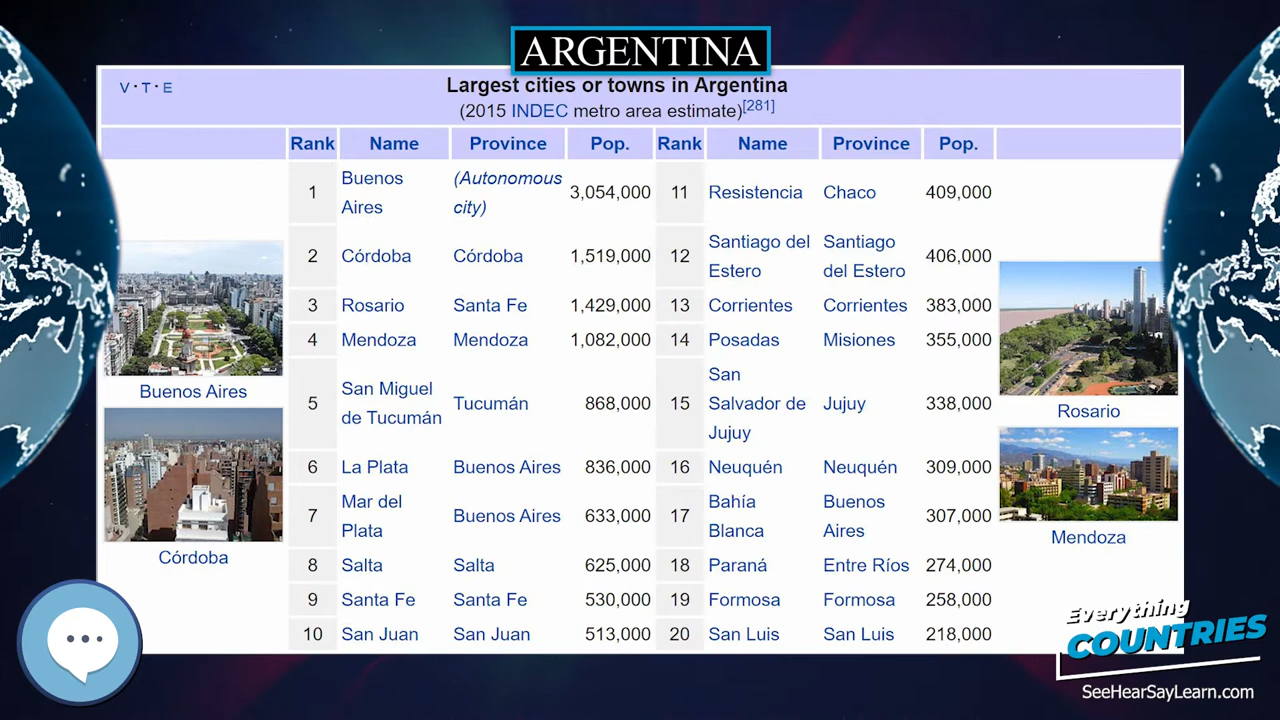 ARGENTINA
V · T · E
Largest cities or towns in Argentina
(2015 INDEC metro area estimate)[281]
Rank Name Province Pop. Rank Name Province Pop.
1 Buenos Aires (Autonomous city) 3,054,000 11 Resistencia Chaco 409,000
2 Córdoba Córdoba 1,519,000 12 Santiago del Estero Santiago del Estero 406,000
3 Rosario Santa Fe 1,429,000 13 Corrientes Corrientes 383,000
4 Mendoza Mendoza 1,082,000 14 Posadas Misiones 355,000
5 San Miguel de Tucumán Tucumán 868,000 15 San Salvador de Jujuy Jujuy 338,000
6 La Plata Buenos Aires 836,000 16 Neuquén Neuquén 309,000
7 Mar del Plata Buenos Aires 633,000 17 Bahía Blanca Buenos Aires 307,000
8 Salta Salta 625,000 18 Paraná Entre Ríos 274,000
9 Santa Fe Santa Fe 530,000 19 Formosa Formosa 258,000
10 San Juan San Juan 513,000 20 San Luis San Luis 218,000
Buenos Aires
Córdoba
Rosario
Mendoza
Everything
COUNTRIES
SeeHearSayLearn.com